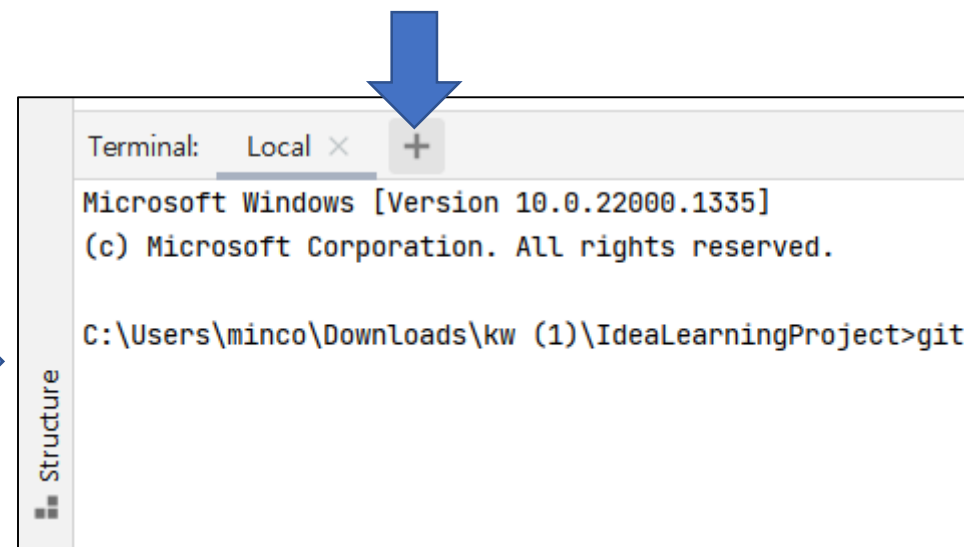 Terminal: Local × +
Microsoft Windows [Version 10.0.22000.1335]
(c) Microsoft Corporation. All rights reserved.
C:\Users\minco\Downloads\kw (1)\IdeaLearningProject>git
Structure